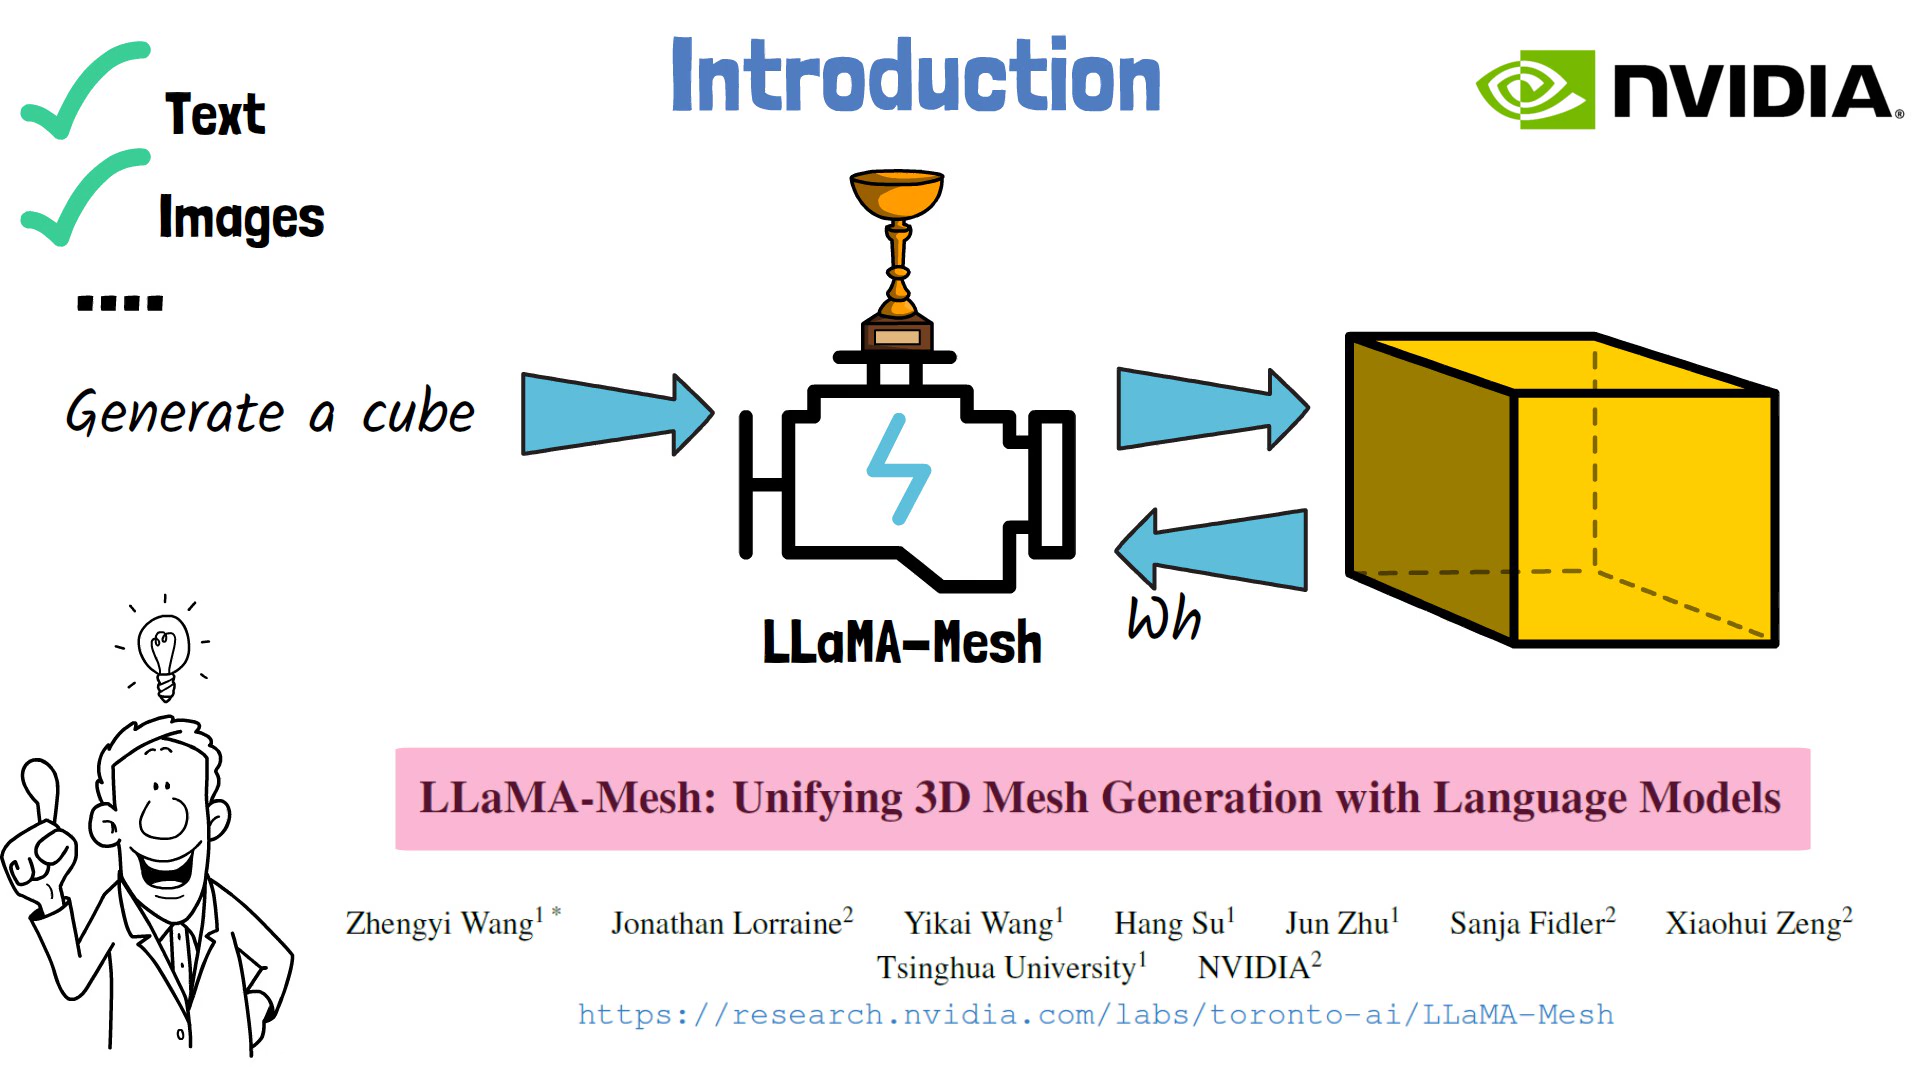 Introduction
NVIDIA®
Text
Images
....
Generate a cube
LLaMA-Mesh
Wh
LLaMA-Mesh: Unifying 3D Mesh Generation with Language Models
Zhengyi Wang1 * Jonathan Lorraine2 Yikai Wang1 Hang Su1 Jun Zhu1 Sanja Fidler2 Xiaohui Zeng2
Tsinghua University1 NVIDIA2
https://research.nvidia.com/labs/toronto-ai/LLaMA-Mesh